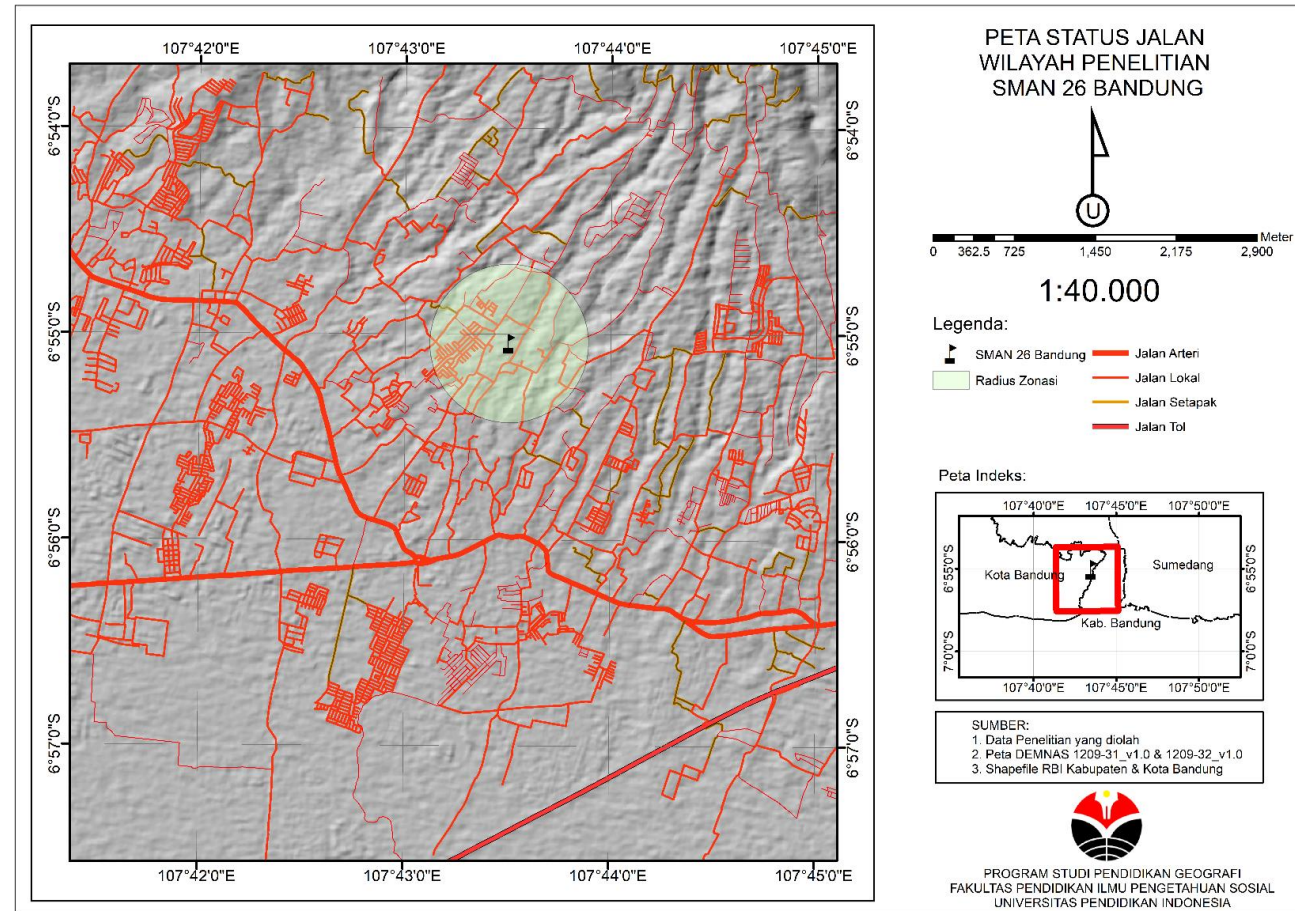 107°42'0"E 107°43'0"E 107°44'0"E 107°45'0"E
6°54'0"S 6°54'0"S
6°55'0"S 6°55'0"S
6°56'0"S 6°56'0"S
6°57'0"S 6°57'0"S
107°42'0"E 107°43'0"E 107°44'0"E 107°45'0"E
PETA STATUS JALAN
WILAYAH PENELITIAN
SMAN 26 BANDUNG
U
Meter
0 362.5 725 1,450 2,175 2,900
1:40.000
Legenda:
SMAN 26 Bandung Jalan Arteri
Radius Zonasi Jalan Lokal
Jalan Setapak
Jalan Tol
Peta Indeks:
107°40'0"E 107°45'0"E 107°50'0"E
6°55'0"S Kota Bandung Sumedang 6°55'0"S
Kab. Bandung
7°0'0"S 7°0'0"S
107°40'0"E 107°45'0"E 107°50'0"E
SUMBER:
1. Data Penelitian yang diolah
2. Peta DEMNAS 1209-31_v1.0 & 1209-32_v1.0
3. Shapefile RBI Kabupaten & Kota Bandung
PROGRAM STUDI PENDIDIKAN GEOGRAFI
FAKULTAS PENDIDIKAN ILMU PENGETAHUAN SOSIAL
UNIVERSITAS PENDIDIKAN INDONESIA